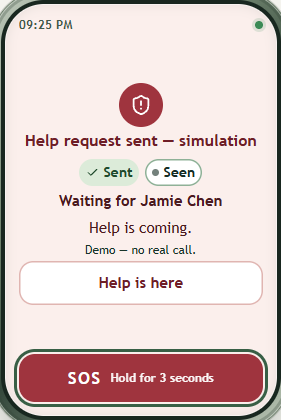 09:25 PM
Help request sent — simulation
Sent Seen
Waiting for Jamie Chen
Help is coming.
Demo — no real call.
Help is here
SOS Hold for 3 seconds